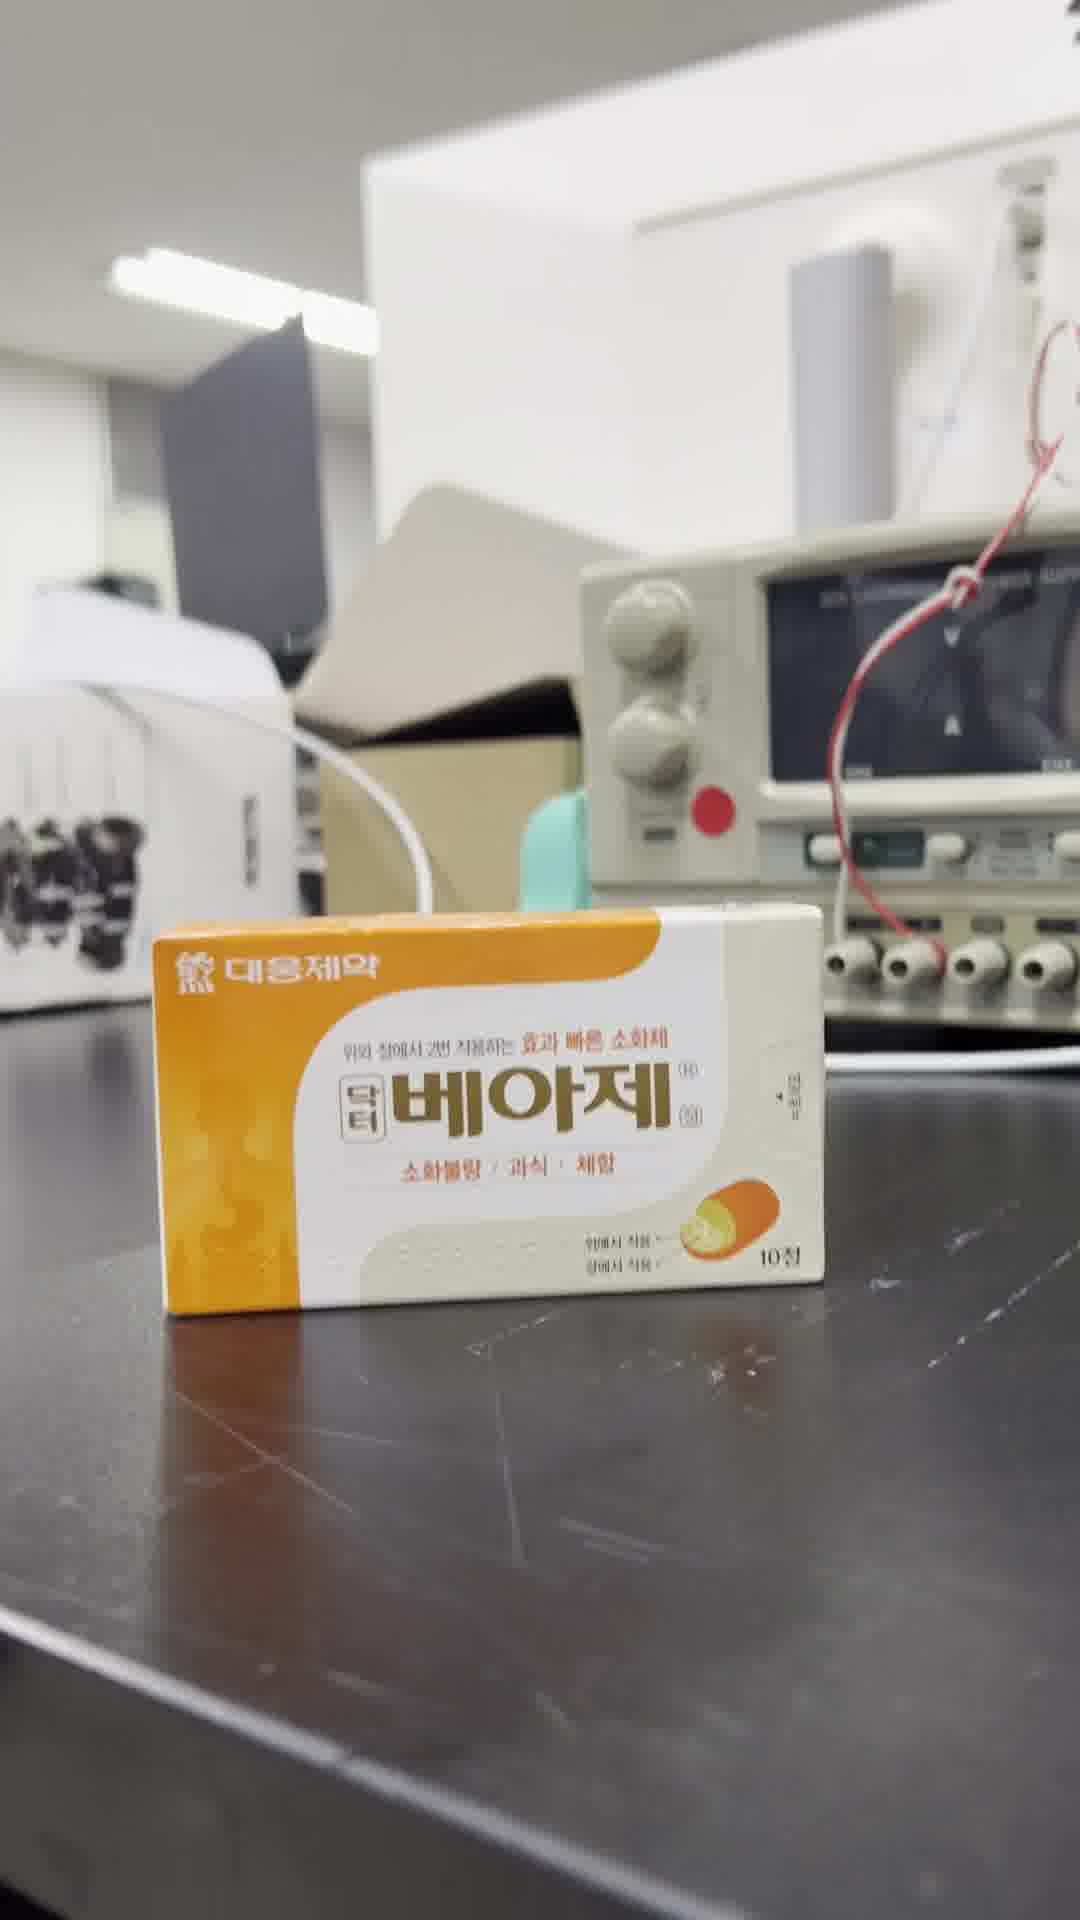 대웅제약
위와 장에서 2번 작용하는 효과 빠른 소화제
닥터 베아제 정
소화불량 / 과식 / 체함
위에서 작용
장에서 작용
10정
V
A